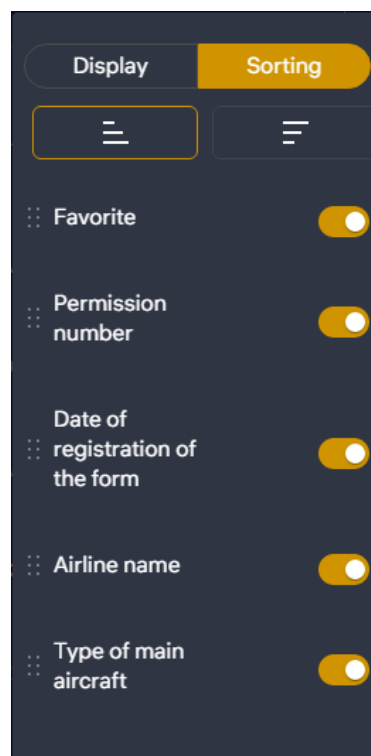 Display
Sorting
Favorite
Permission
number
Date of
registration of
the form
Airline name
Type of main
aircraft